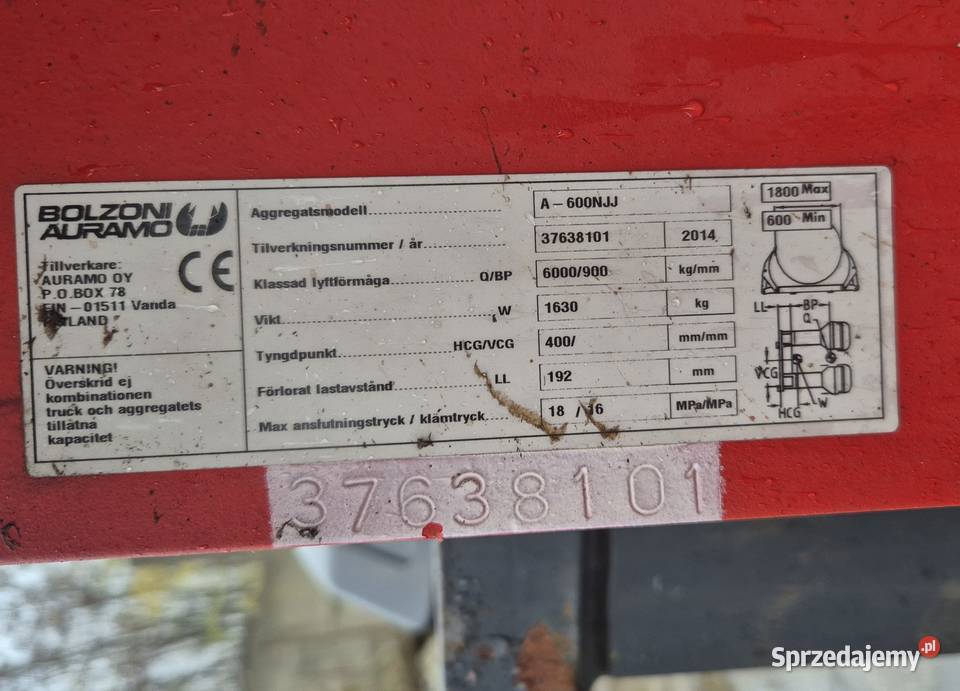 BOLZONI
AURAMO
CE
Tillverkare:
AURAMO OY
P.O.BOX 78
FIN-01511 Vanda
VARNING!
Överskrid ej
kombinationen
truck och aggregatets
tillåtna
kapacitet
Aggregatsmodell A-600NJJ
Tilverkningsnummer / år 37638101 2014
Klassad lyftförmåga Q/BP 6000/900 kg/mm
Vikt W 1630 kg
Tyngdpunkt HCG/VCG 400/ mm/mm
Förlorat lastavstånd LL 192 mm
Max anslutningstryck / klämtryck 18 / 16 MPa/MPa
1800 Max
600 Min
LL BP
Q
VCG
HCG W
37638101
Sprzedajemy.pl